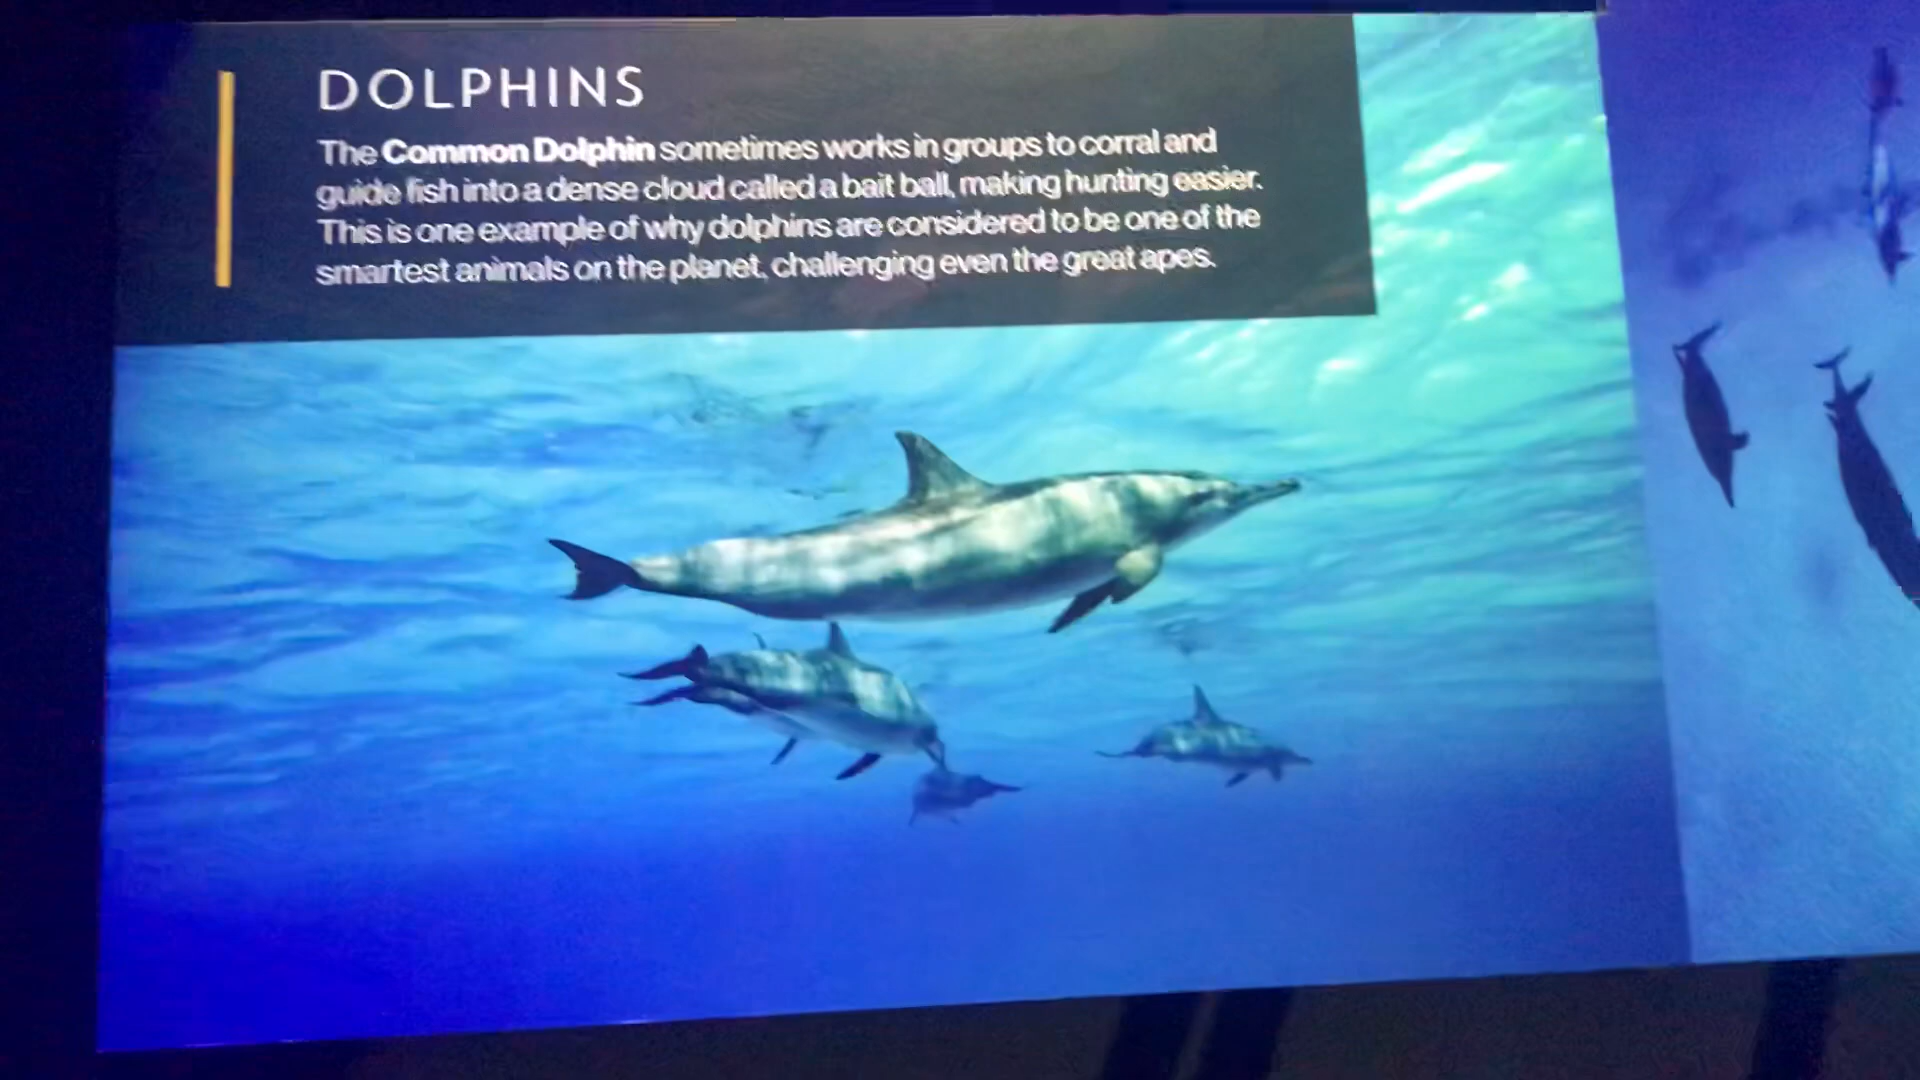 DOLPHINS
The Common Dolphin sometimes works in groups to corral and
guide fish into a dense cloud called a bait ball, making hunting easier.
This is one example of why dolphins are considered to be one of the
smartest animals on the planet, challenging even the great apes.